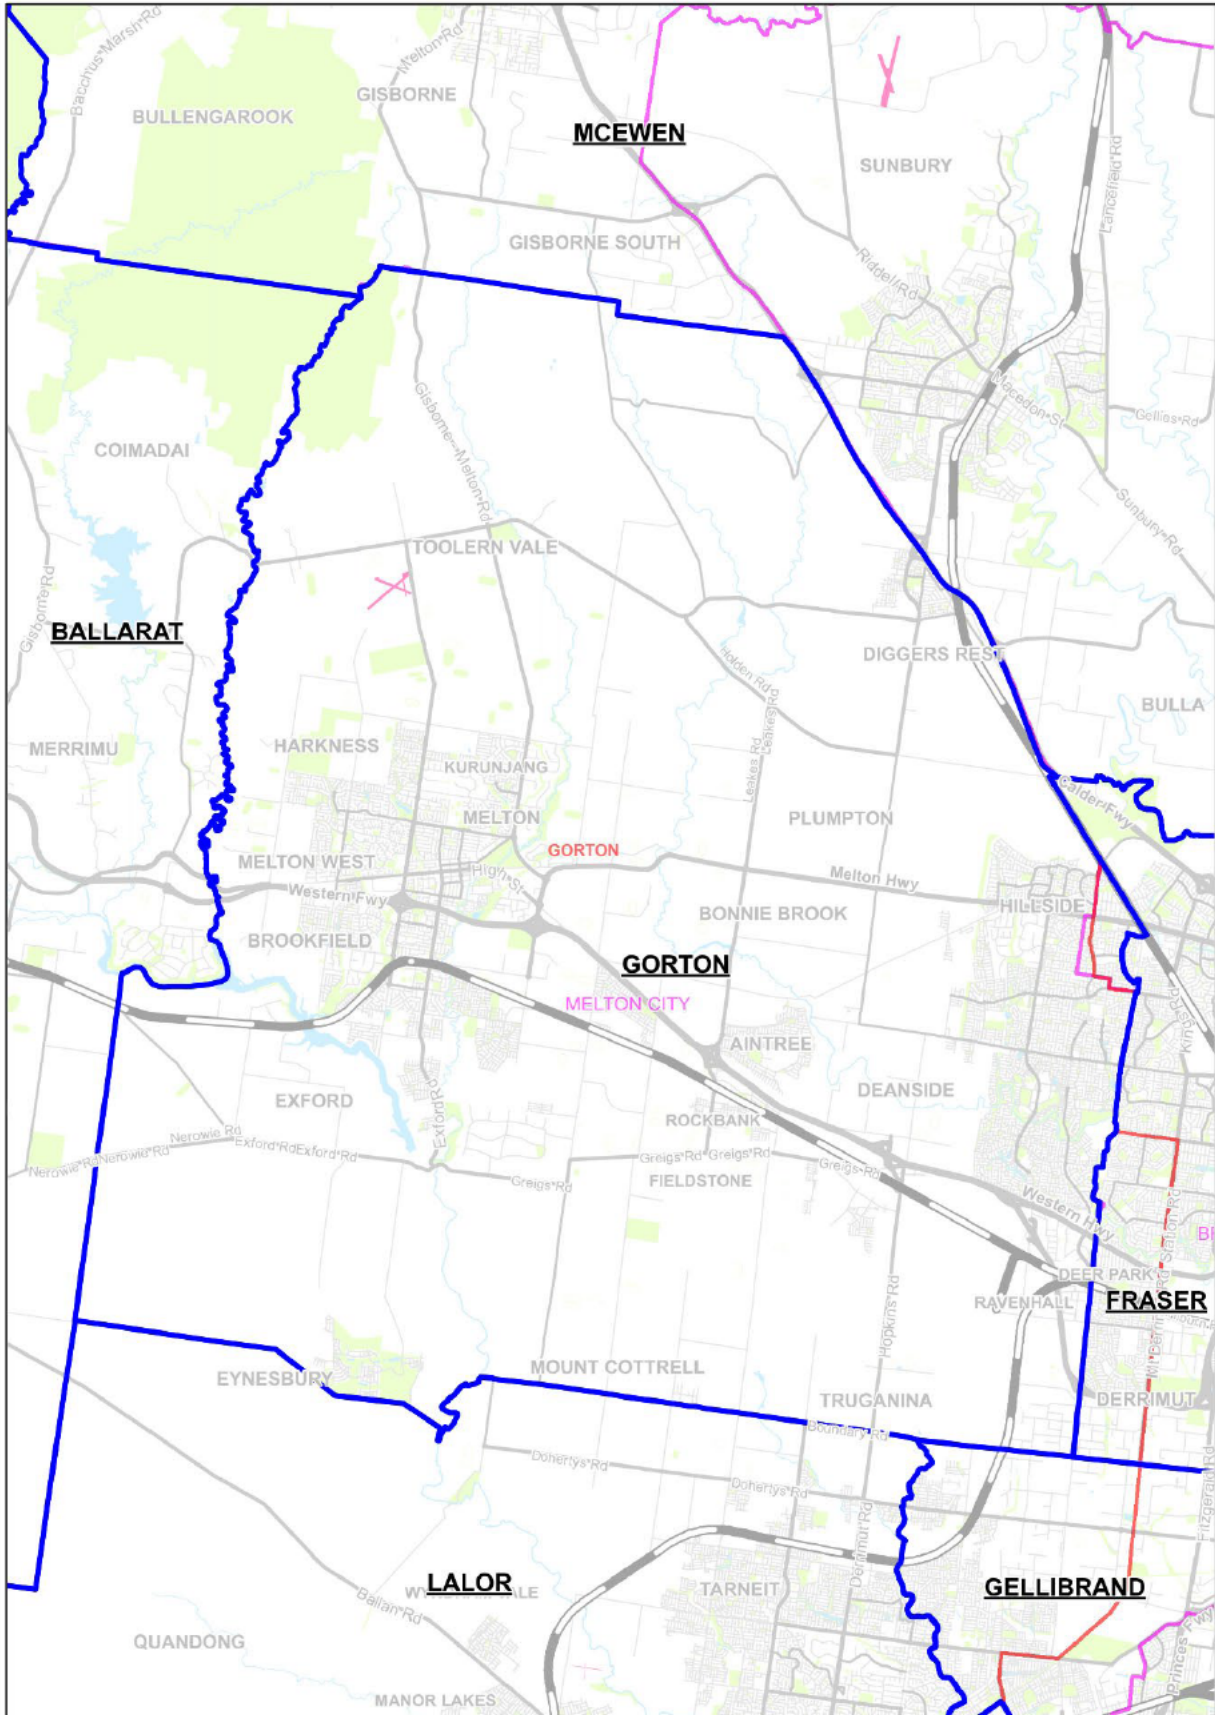 Bacchus Marsh Rd
Melton Rd
GISBORNE
BULLENGAROOK
MCEWEN
SUNBURY
Lancefield Rd
GISBORNE SOUTH
Riddell Rd
Macedon St
Gellies Rd
Gisborne-Melton Rd
COIMADAI
Sunbury Rd
TOOLERN VALE
Gisborne Rd
BALLARAT
DIGGERS REST
Holden Rd
Leakes Rd
Leakes Rd
BULLA
MERRIMU
HARKNESS
KURUNJANG
Calder Fwy
MELTON
PLUMPTON
GORTON
MELTON WEST
High St
Melton Hwy
Western Fwy
HILLSIDE
BONNIE BROOK
BROOKFIELD
GORTON
MELTON CITY
Kings
AINTREE
DEANSIDE
EXFORD
Exford R
ROCKBANK
Nerowie Rd
Nerowie Rd Nerowie Rd
Exford Rd Exford Rd
Greigs Rd Greigs Rd
Greigs Rd
Greigs Rd
FIELDSTONE
Western Hwy
Station Rd
DEER PARK
RAVENHALL
FRASER
Hopkins Rd
Mt Derrimut Rd
MOUNT COTTRELL
EYNESBURY
TRUGANINA
DERRIMUT
Boundary Rd
Dohertys Rd
Dohertys Rd
Fitzgerald Rd
Derrimut Rd
LALOR
TARNEIT
GELLIBRAND
Ballan Rd
QUANDONG
Princes Fwy
MANOR LAKES